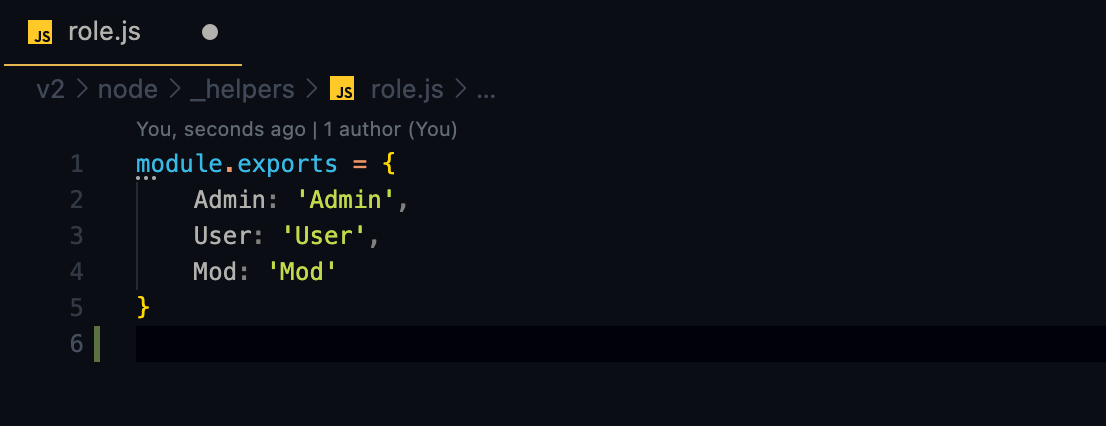 JS role.js
v2 > node > _helpers > JS role.js > ...
You, seconds ago | 1 author (You)
1 module.exports = {
2 Admin: 'Admin',
3 User: 'User',
4 Mod: 'Mod'
5 }
6